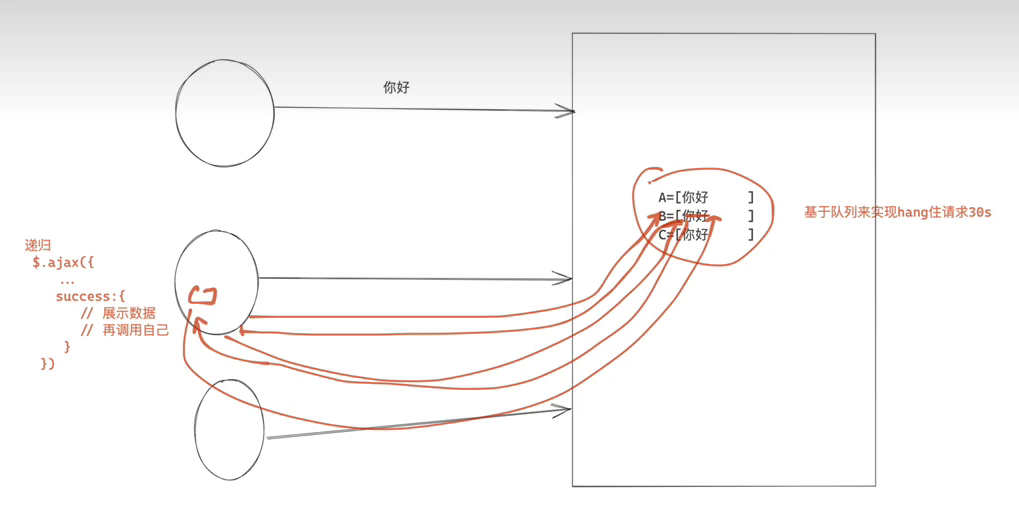 你好
A=[你好 ]
B=[你好 ]
C=[你好 ]
基于队列来实现hang住请求30s
递归
$.ajax({
...
success:{
// 展示数据
// 再调用自己
}
})